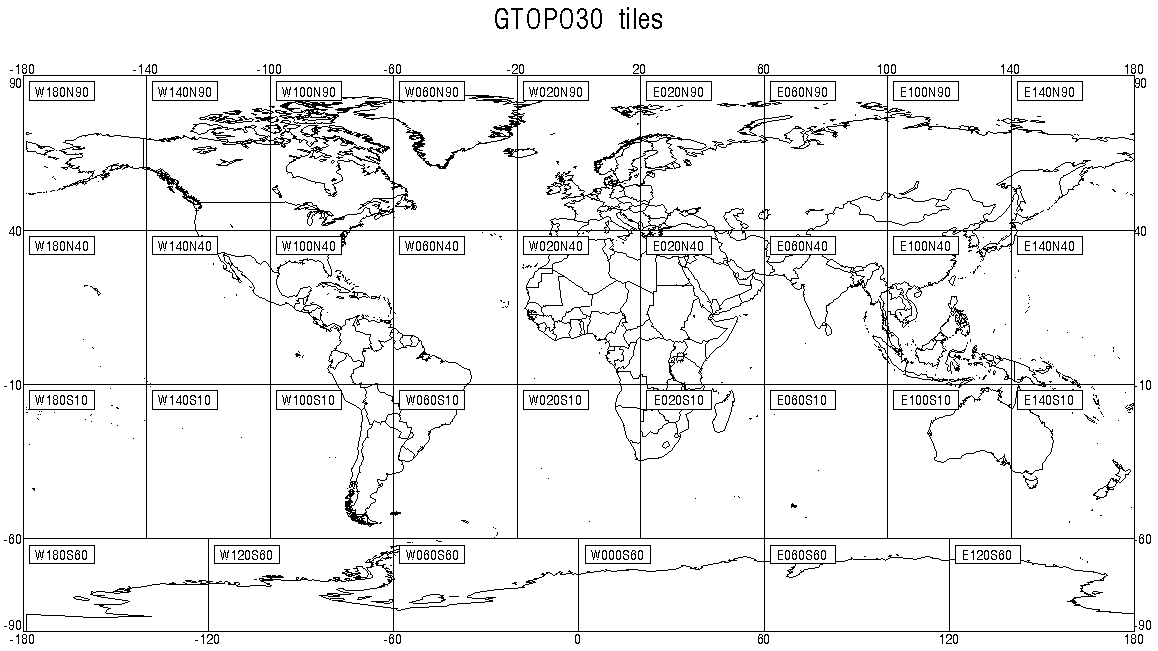 GTOPO30 tiles
-180 -140 -100 -60 -20 20 60 100 140 180
90 90
W180N90 W140N90 W100N90 W060N90 W020N90 E020N90 E060N90 E100N90 E140N90
40 40
W180N40 W140N40 W100N40 W060N40 W020N40 E020N40 E060N40 E100N40 E140N40
-10 -10
W180S10 W140S10 W100S10 W060S10 W020S10 E020S10 E060S10 E100S10 E140S10
-60 -60
W180S60 W120S60 W060S60 W000S60 E060S60 E120S60
-90 -90
-180 -120 -60 0 60 120 180